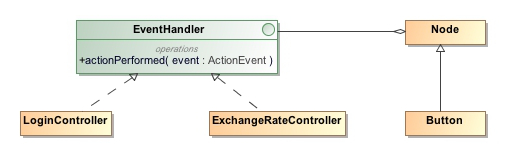 EventHandler
operations
+actionPerformed( event : ActionEvent )
Node
LoginController
ExchangeRateController
Button